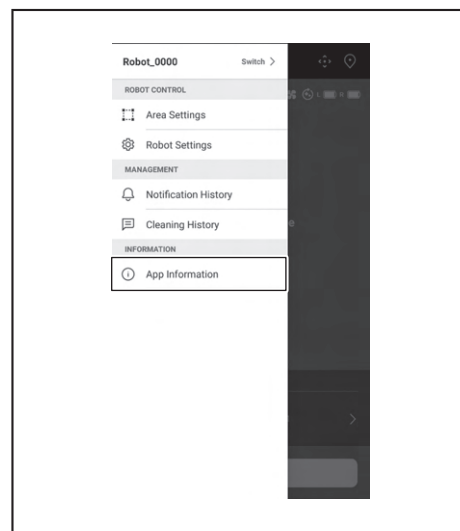 Robot_0000 Switch >
ROBOT CONTROL
Area Settings
Robot Settings
MANAGEMENT
Notification History
Cleaning History
INFORMATION
App Information